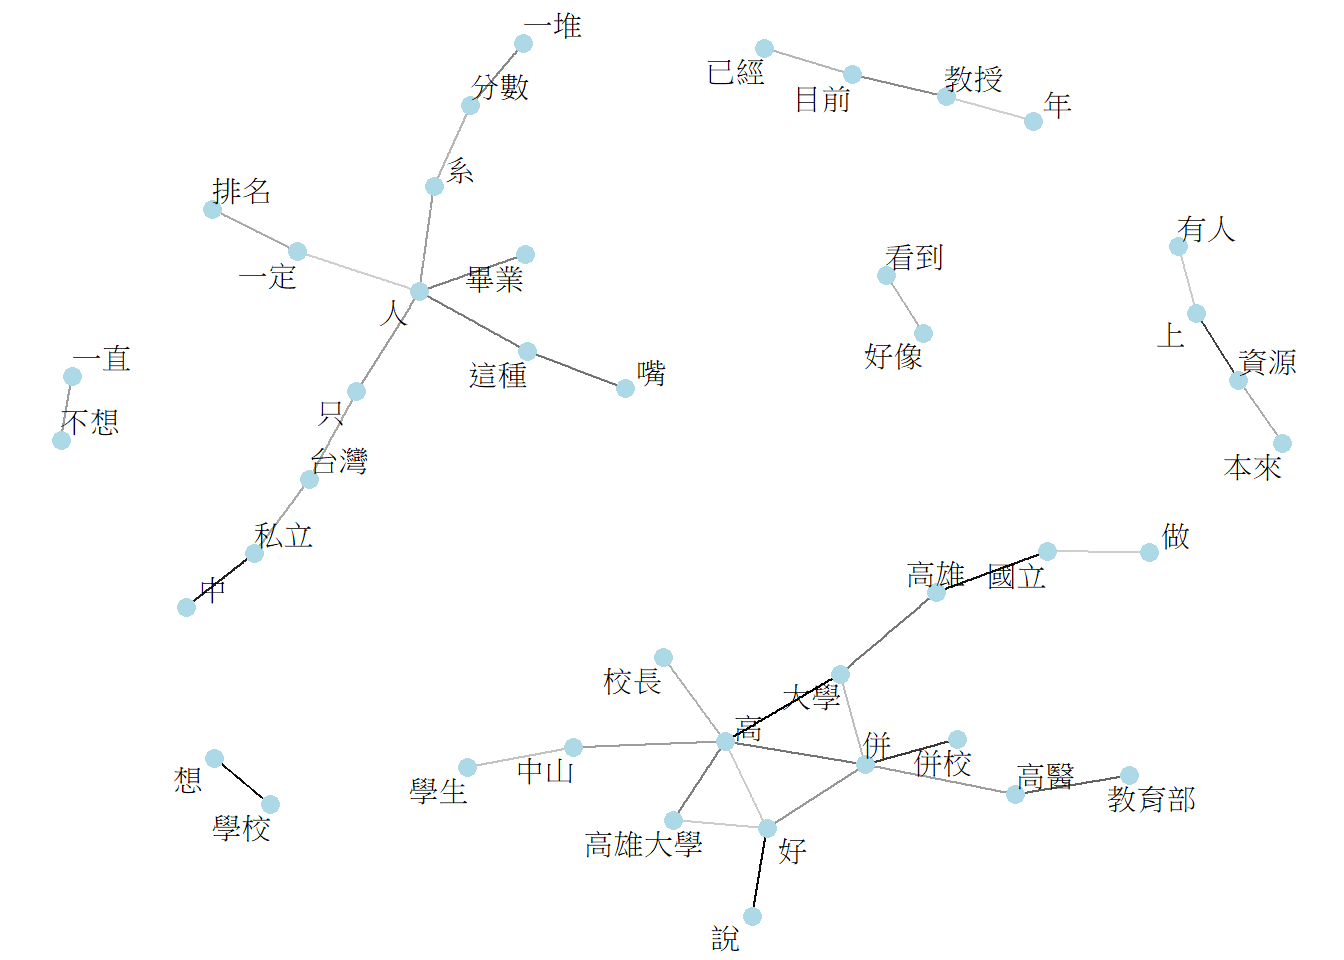 一堆
已經
分數
教授
目前
年
系
排名
有人
一定
畢業
看到
人
上
一直
這種
嘴
好像
資源
不想
只
台灣
本來
私立
中
高雄
國立
做
校長
大學
高
併
想
學生
中山
併校
高醫
教育部
學校
高雄大學
好
說